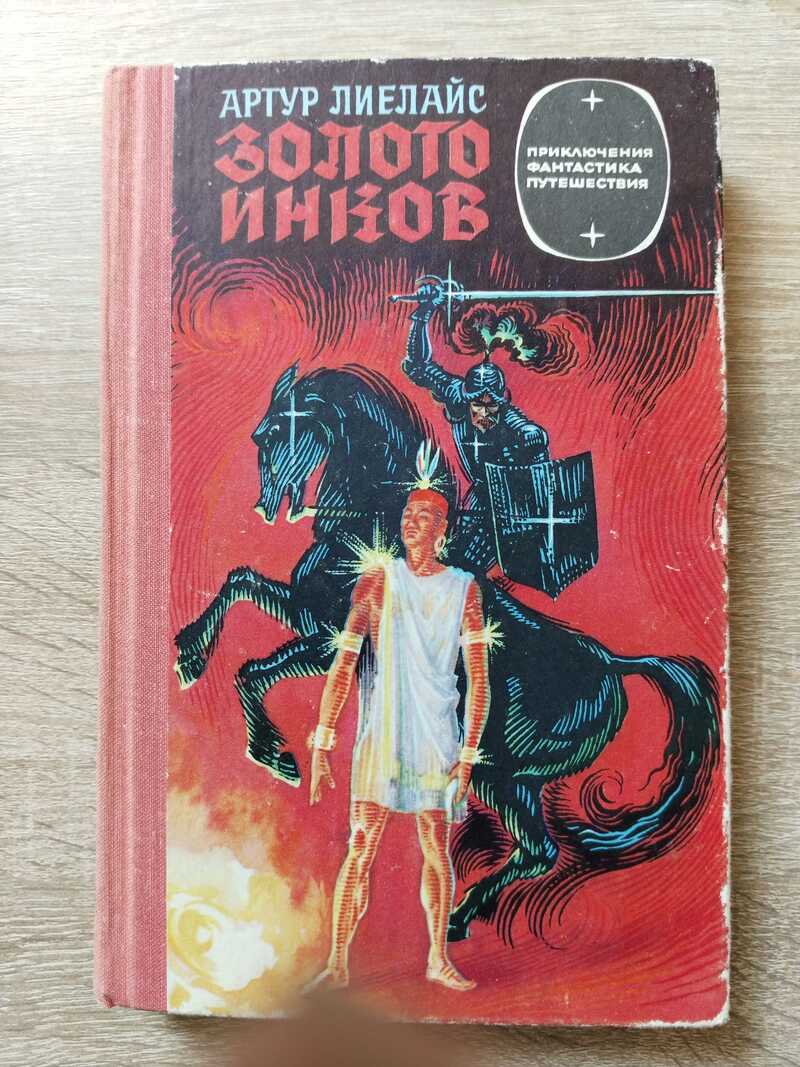 АРТУР ЛИЕЛАЙС
ЗОЛОТО
ИНКОВ
ПРИКЛЮЧЕНИЯ
ФАНТАСТИКА
ПУТЕШЕСТВИЯ